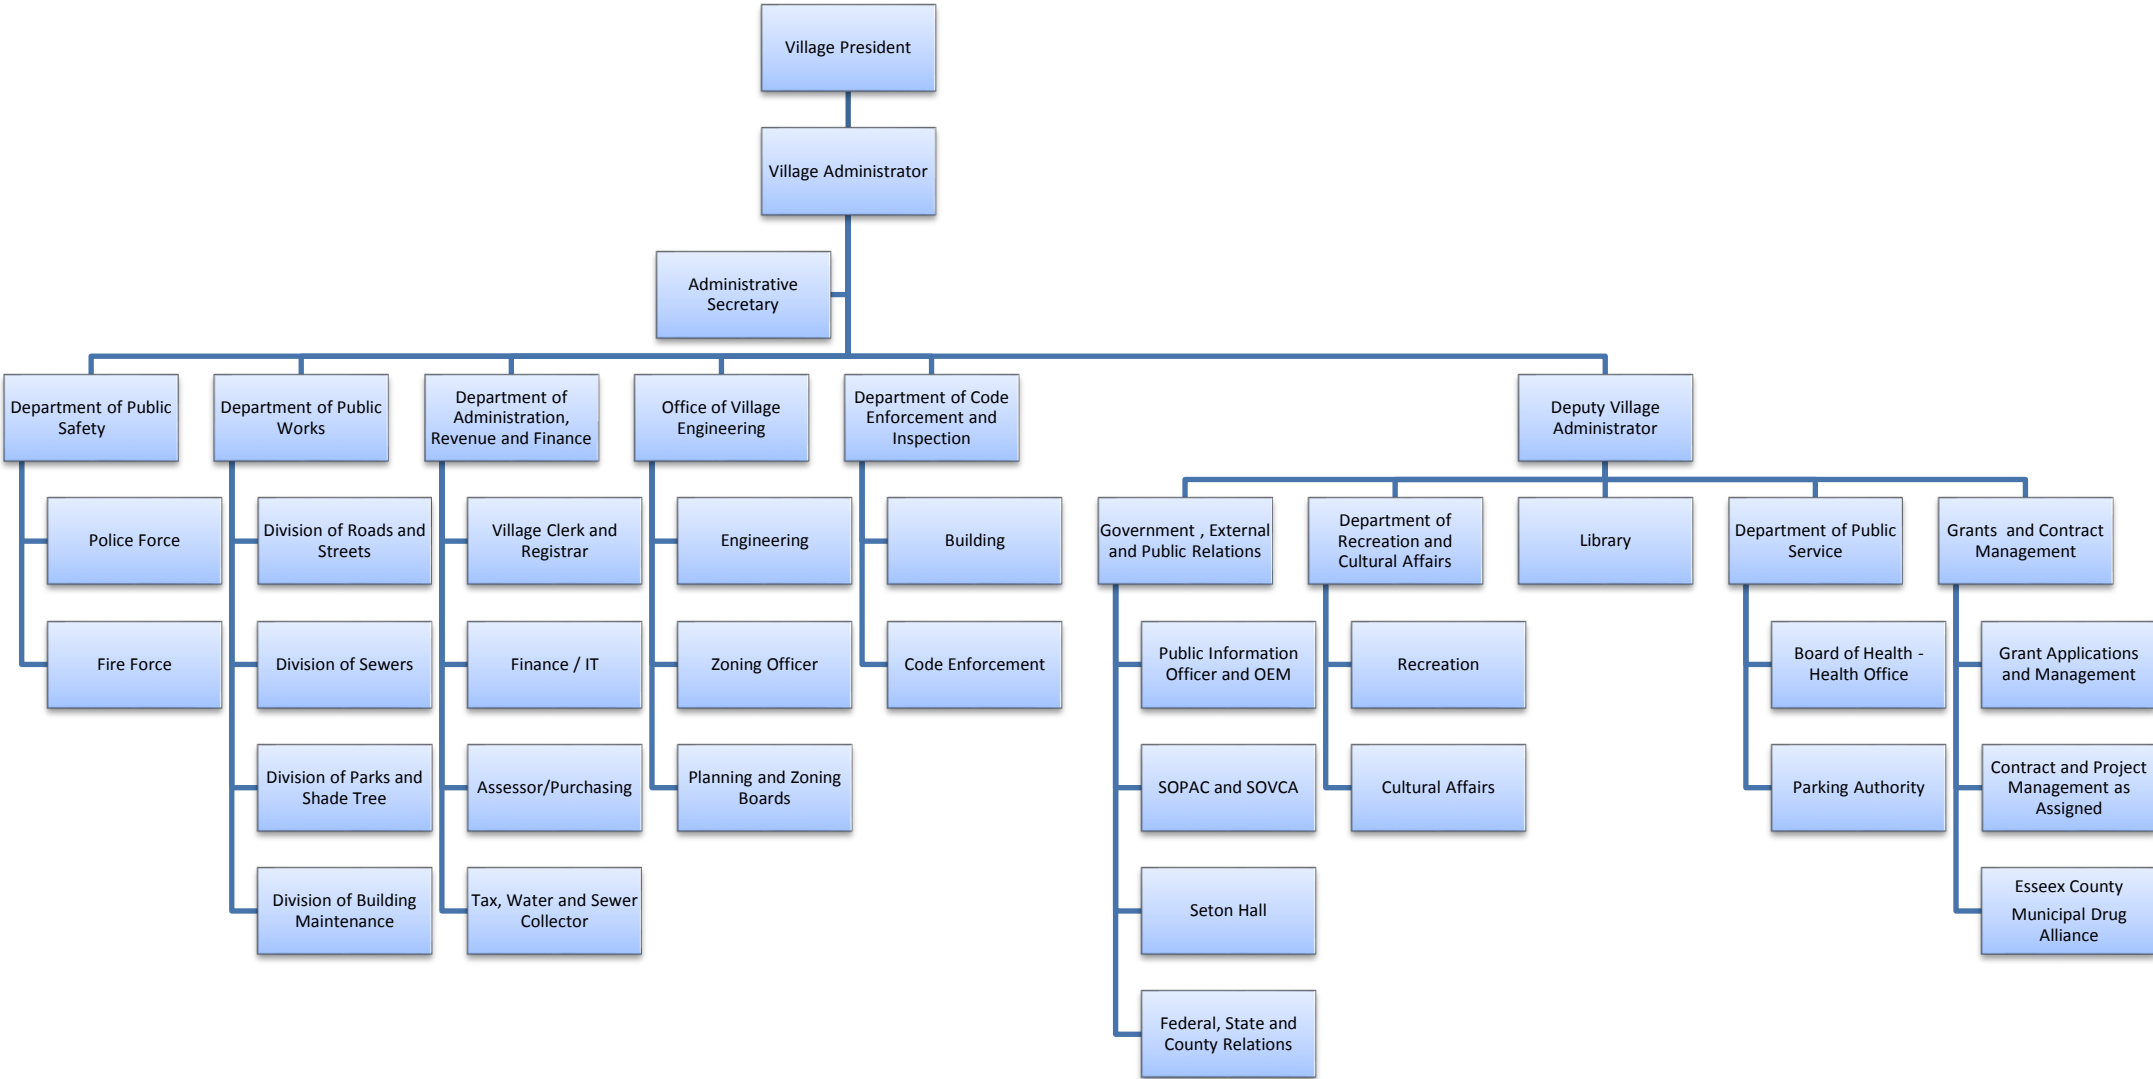 Village President
Village Administrator
Administrative
Secretary
Department of Public
Safety
Department of Public
Works
Department of
Administration,
Revenue and Finance
Office of Village
Engineering
Department of Code
Enforcement and
Inspection
Deputy Village
Administrator
Police Force
Fire Force
Division of Roads and
Streets
Division of Sewers
Division of Parks and
Shade Tree
Division of Building
Maintenance
Village Clerk and
Registrar
Finance / IT
Assessor/Purchasing
Tax, Water and Sewer
Collector
Engineering
Zoning Officer
Planning and Zoning
Boards
Building
Code Enforcement
Government , External
and Public Relations
Public Information
Officer and OEM
SOPAC and SOVCA
Seton Hall
Federal, State and
County Relations
Department of
Recreation and
Cultural Affairs
Recreation
Cultural Affairs
Library
Department of Public
Service
Board of Health -
Health Office
Parking Authority
Grants  and Contract
Management
Grant Applications
and Management
Contract and Project
Management as
Assigned
Esseex County
Municipal Drug
Alliance